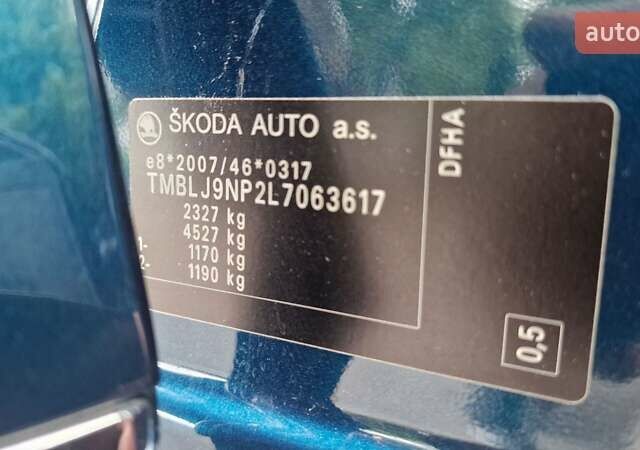 auto
ŠKODA AUTO a.s.
e8*2007/46*0317
TMBLJ9NP2L7063617
2327 kg
4527 kg
1- 1170 kg
2- 1190 kg
DFHA
0,5